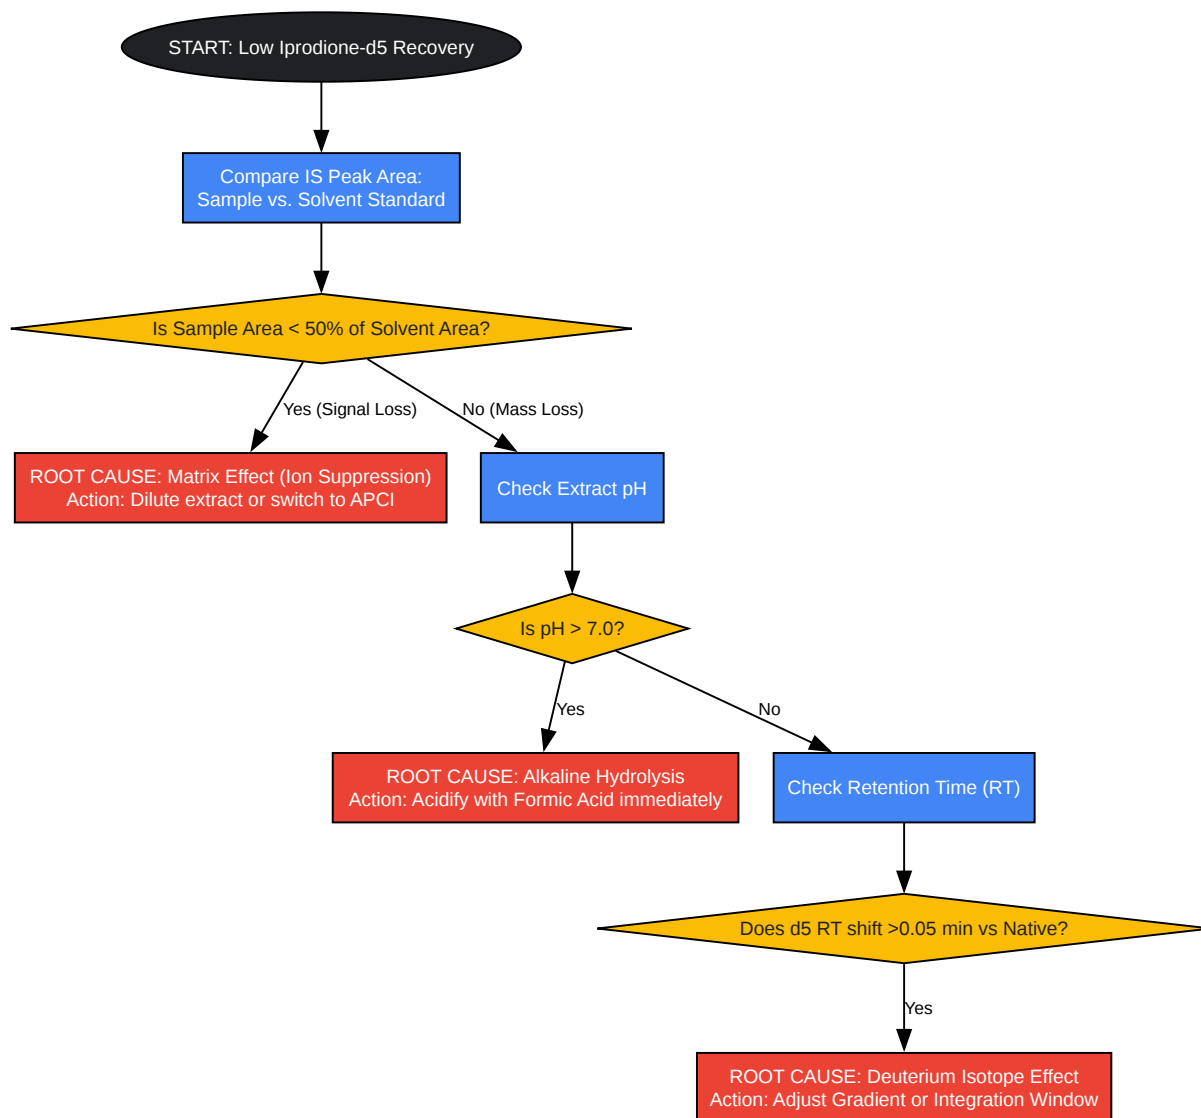 START: Low Iprodione-d5 Recovery
Compare IS Peak Area:
Sample vs. Solvent Standard
Is Sample Area < 50% of Solvent Area?
Yes (Signal Loss)
No (Mass Loss)
ROOT CAUSE: Matrix Effect (Ion Suppression)
Action: Dilute extract or switch to APCI
Check Extract pH
Is pH > 7.0?
Yes
No
ROOT CAUSE: Alkaline Hydrolysis
Action: Acidify with Formic Acid immediately
Check Retention Time (RT)
Does d5 RT shift >0.05 min vs Native?
Yes
ROOT CAUSE: Deuterium Isotope Effect
Action: Adjust Gradient or Integration Window